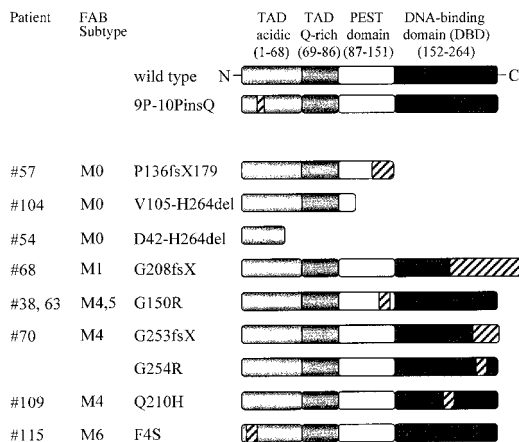 Patient FAB Subtype TAD acidic (1-68) TAD Q-rich (69-86) PEST domain (87-151) DNA-binding domain (DBD) (152-264)
wild type N C
9P-10PinsQ
#57 M0 P136fsX179
#104 M0 V105-H264del
#54 M0 D42-H264del
#68 M1 G208fsX
#38, 63 M4,5 G150R
#70 M4 G253fsX
G254R
#109 M4 Q210H
#115 M6 F4S